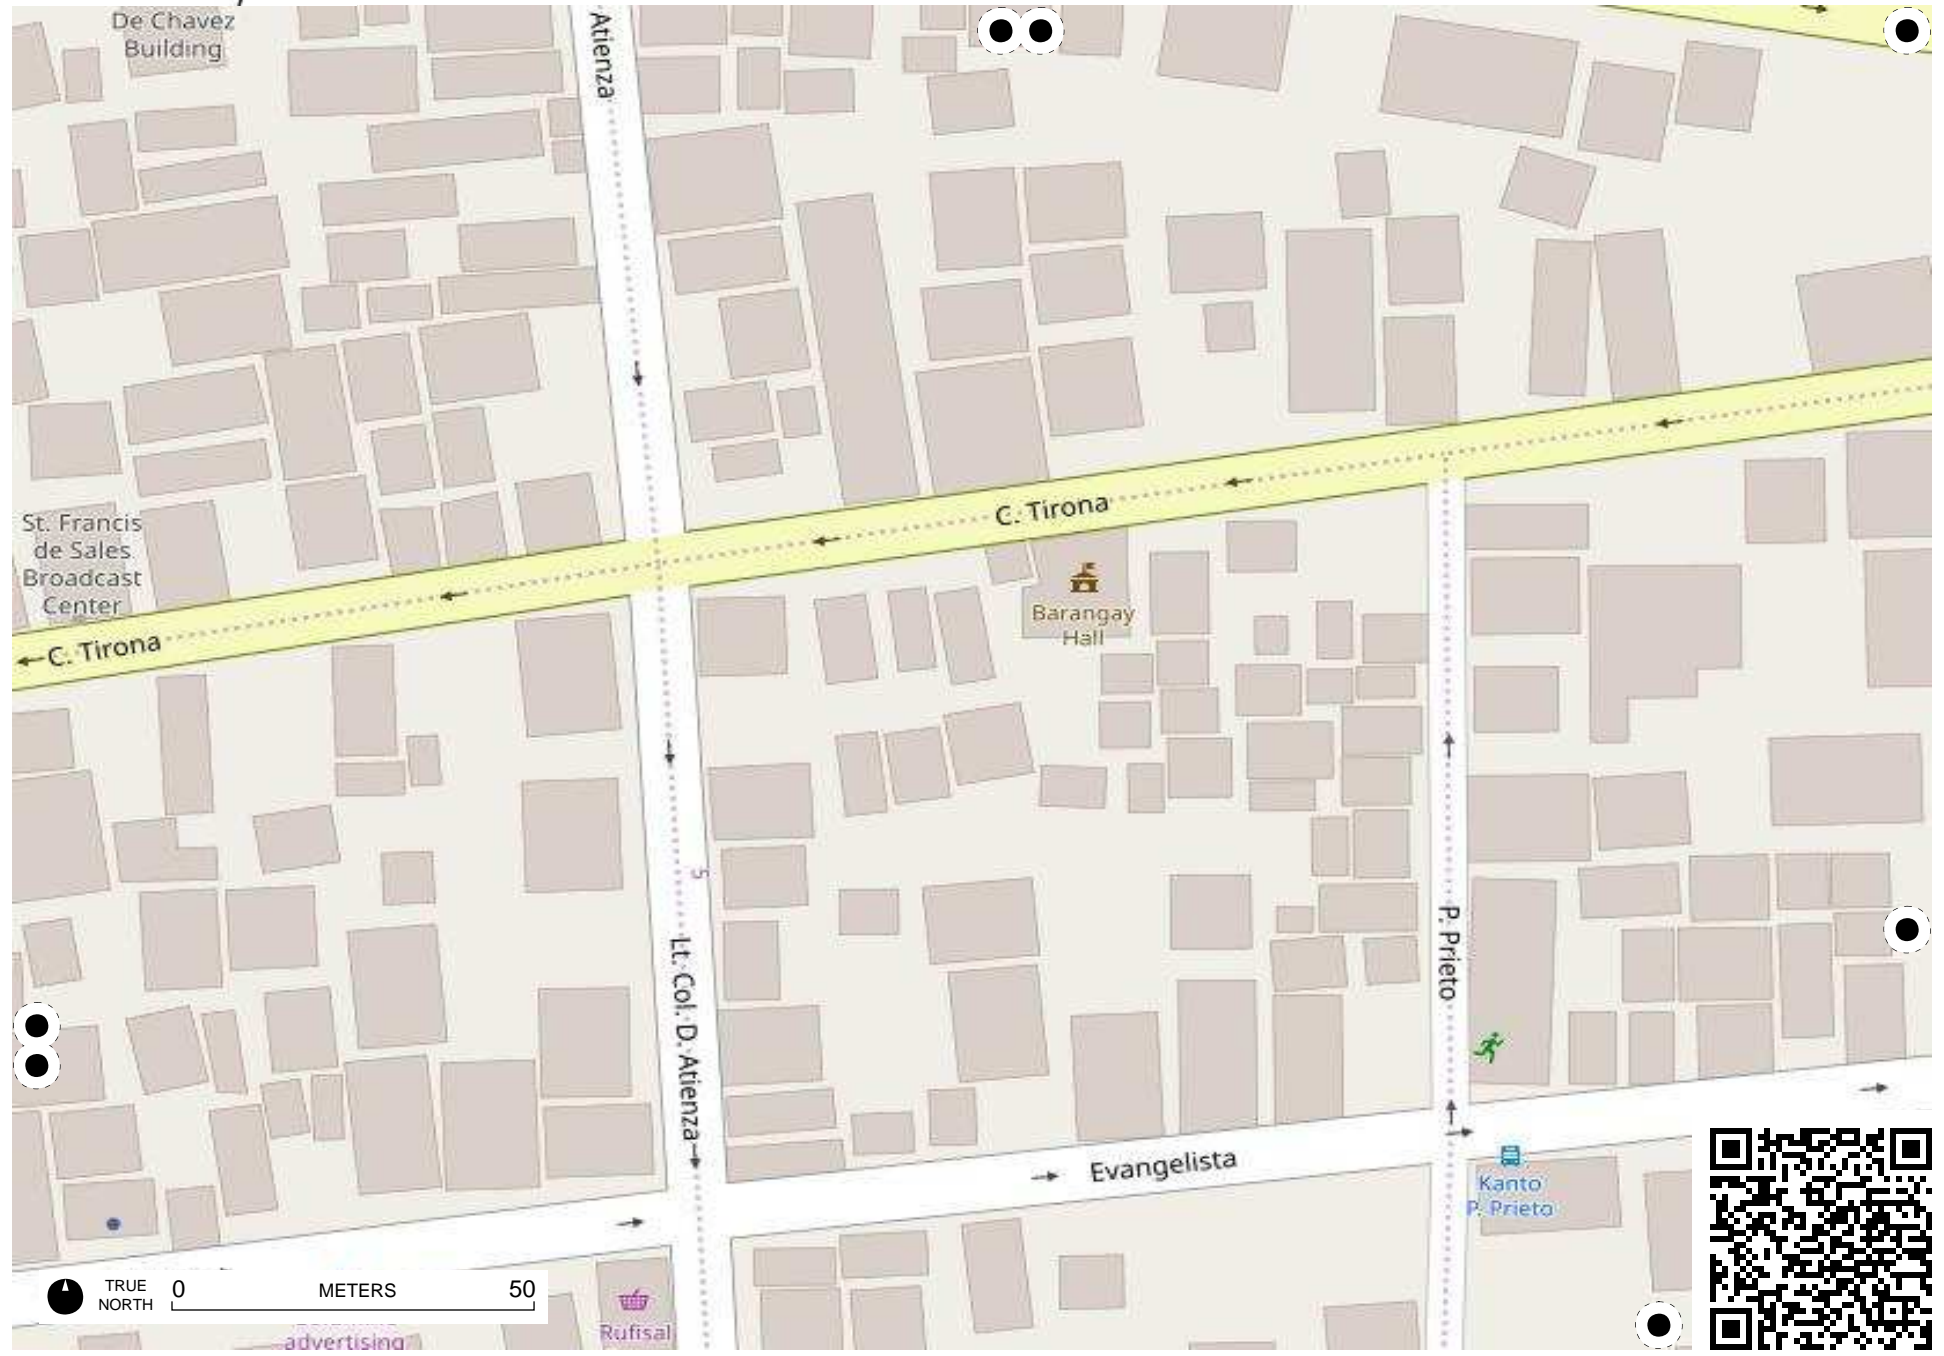 De Chavez
Building
Atienza
C. Tirona
St. Francis
de Sales
Broadcast
Center
Barangay
Hall
C. Tirona
5
P. Prieto
Lt. Col. D. Atienza
Evangelista
Kanto
P. Prieto
TRUE
NORTH
0 METERS 50
Rufisal
advertising